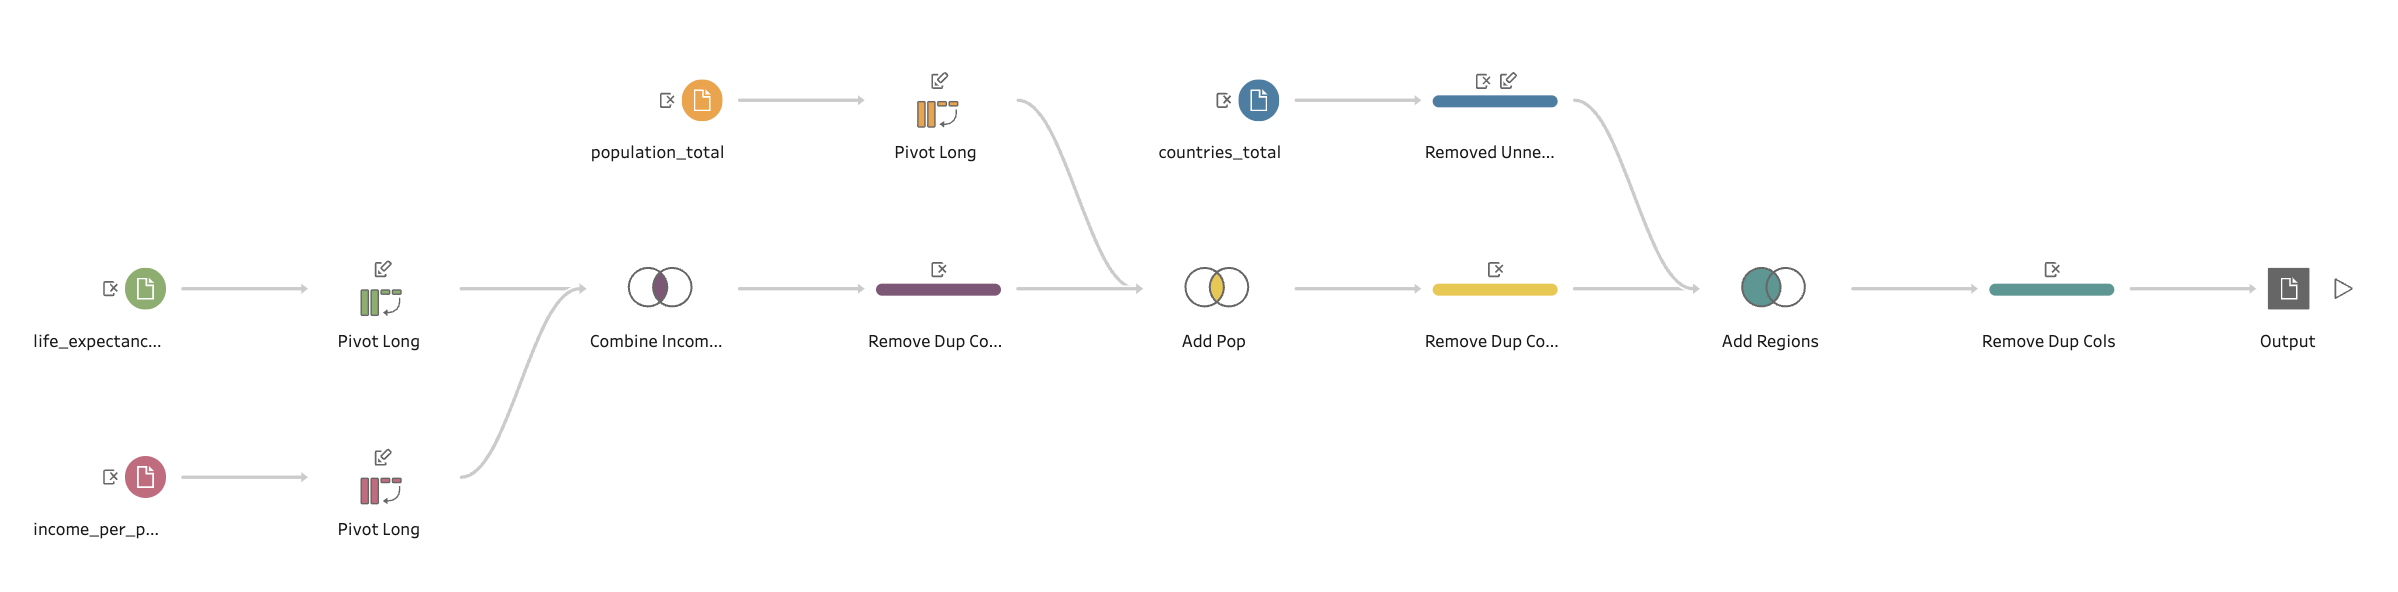 population_total
Pivot Long
countries_total
Removed Unne...
life_expectanc...
Pivot Long
Combine Incom...
Remove Dup Co...
Add Pop
Remove Dup Co...
Add Regions
Remove Dup Cols
Output
income_per_p...
Pivot Long